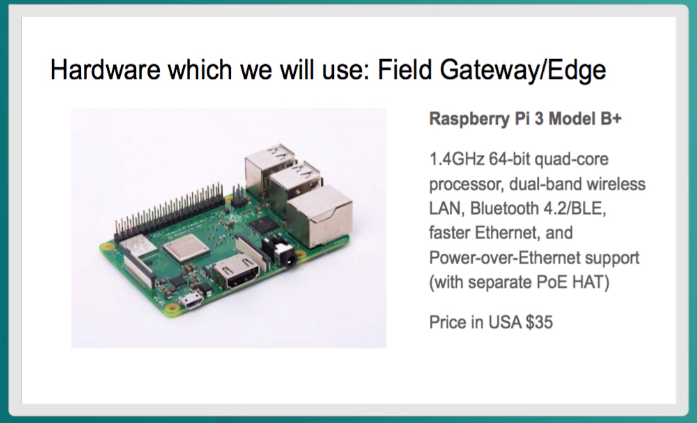 Hardware which we will use: Field Gateway/Edge
Raspberry Pi 3 Model B+
1.4GHz 64-bit quad-core
processor, dual-band wireless
LAN, Bluetooth 4.2/BLE,
faster Ethernet, and
Power-over-Ethernet support
(with separate PoE HAT)
Price in USA $35